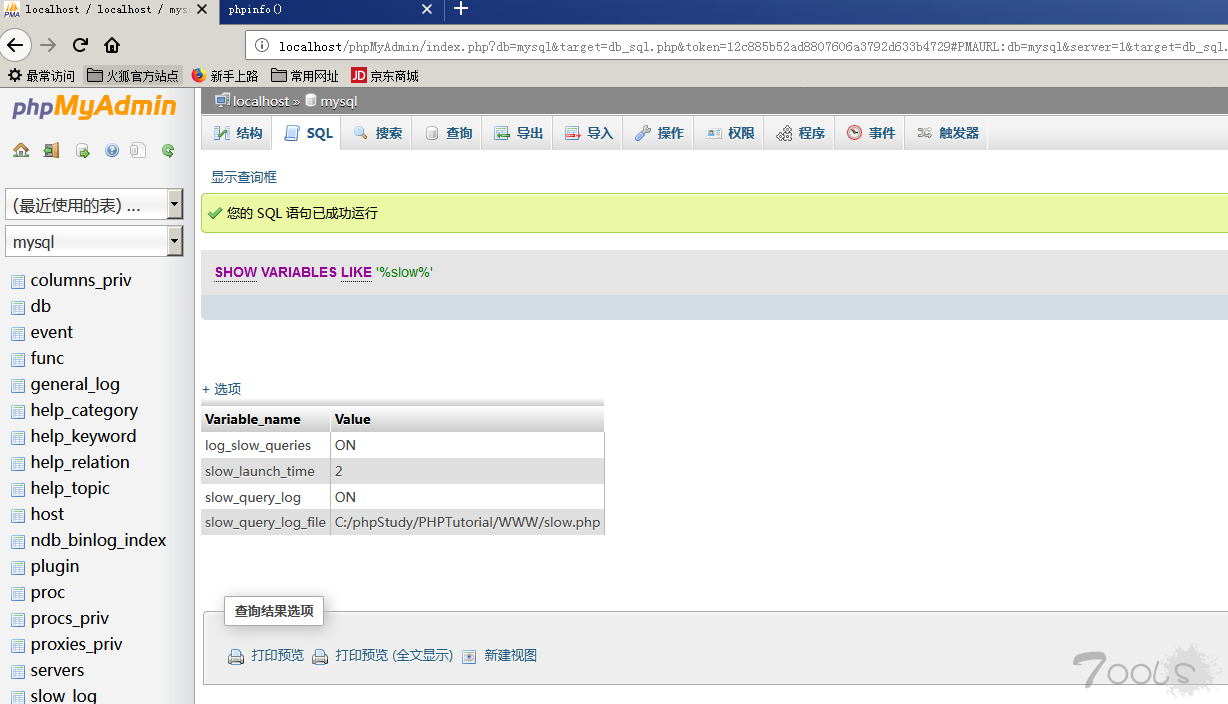 localhost / localhost / mys
phpinfo()
localhost/phpMyAdmin/index.php?db=mysql&target=db_sql.php&token=12c885b52ad8807606a3792d633b4729#PMAURL:db=mysql&server=1&target=db_sql.
最常访问 火狐官方站点 新手上路 常用网址 JD 京东商城
phpMyAdmin
localhost » mysql
结构 SQL 搜索 查询 导出 导入 操作 权限 程序 事件 触发器
(最近使用的表) ...
mysql
columns_priv
db
event
func
general_log
help_category
help_keyword
help_relation
help_topic
host
ndb_binlog_index
plugin
proc
procs_priv
proxies_priv
servers
slow_log
显示查询框
您的 SQL 语句已成功运行
SHOW VARIABLES LIKE '%slow%'
+ 选项
Variable_name Value
log_slow_queries ON
slow_launch_time 2
slow_query_log ON
slow_query_log_file C:/phpStudy/PHPTutorial/WWW/slow.php
查询结果选项
打印预览 打印预览 (全文显示) 新建视图
7ools